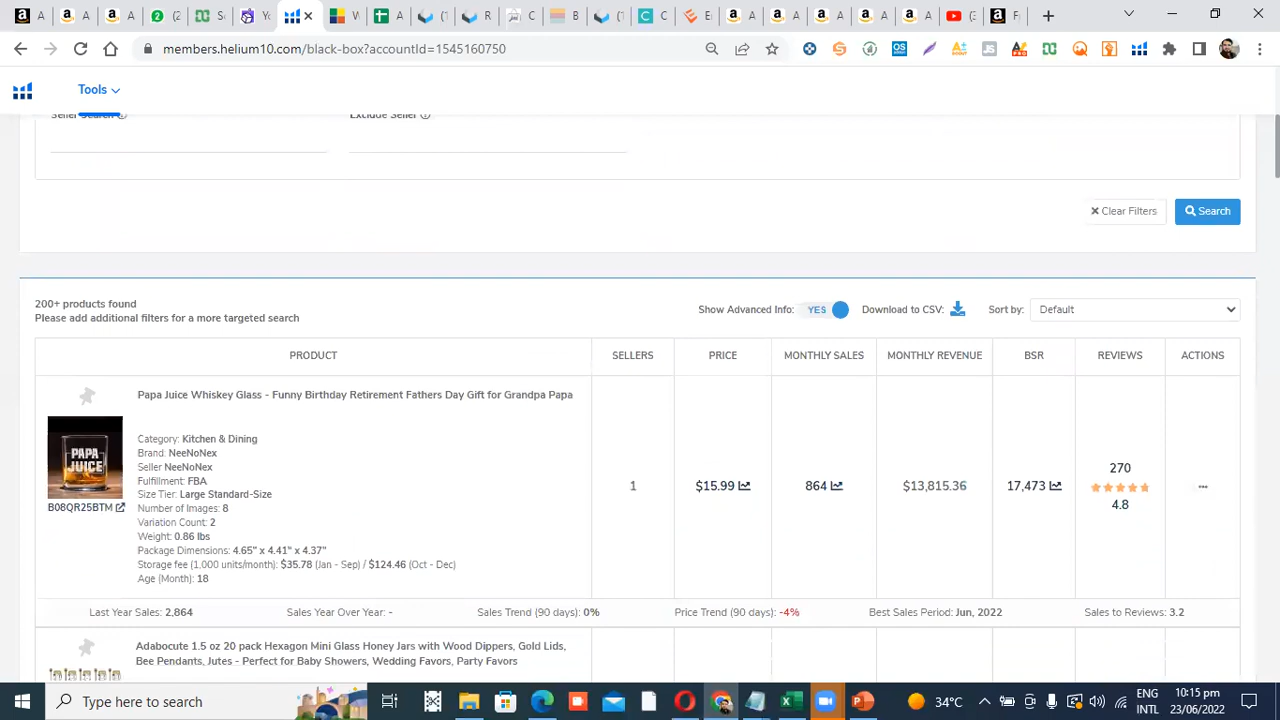 2
members.helium10.com/black-box?accountId=1545160750
Tools
Seller Search
Exclude Seller
Clear Filters
Search
200+ products found
Please add additional filters for a more targeted search
Show Advanced Info: YES
Download to CSV:
Sort by: Default
PRODUCT SELLERS PRICE MONTHLY SALES MONTHLY REVENUE BSR REVIEWS ACTIONS
Papa Juice Whiskey Glass - Funny Birthday Retirement Fathers Day Gift for Grandpa Papa
PAPA
JUICE
B08QR25BTM
Category: Kitchen & Dining
Brand: NeeNoNex
Seller NeeNoNex
Fulfillment: FBA
Size Tier: Large Standard-Size
Number of Images: 8
Variation Count: 2
Weight: 0.86 lbs
Package Dimensions: 4.65" x 4.41" x 4.37"
Storage fee (1,000 units/month): $35.78 (Jan - Sep) / $124.46 (Oct - Dec)
Age (Month): 18
1 $15.99 864 $13,815.36 17,473
270
4.8
Last Year Sales: 2,864 Sales Year Over Year: - Sales Trend (90 days): 0% Price Trend (90 days): -4% Best Sales Period: Jun, 2022 Sales to Reviews: 3.2
Adabocute 1.5 oz 20 pack Hexagon Mini Glass Honey Jars with Wood Dippers, Gold Lids,
Bee Pendants, Jutes - Perfect for Baby Showers, Wedding Favors, Party Favors
Type here to search
34°C
ENG
INTL
10:15 pm
23/06/2022